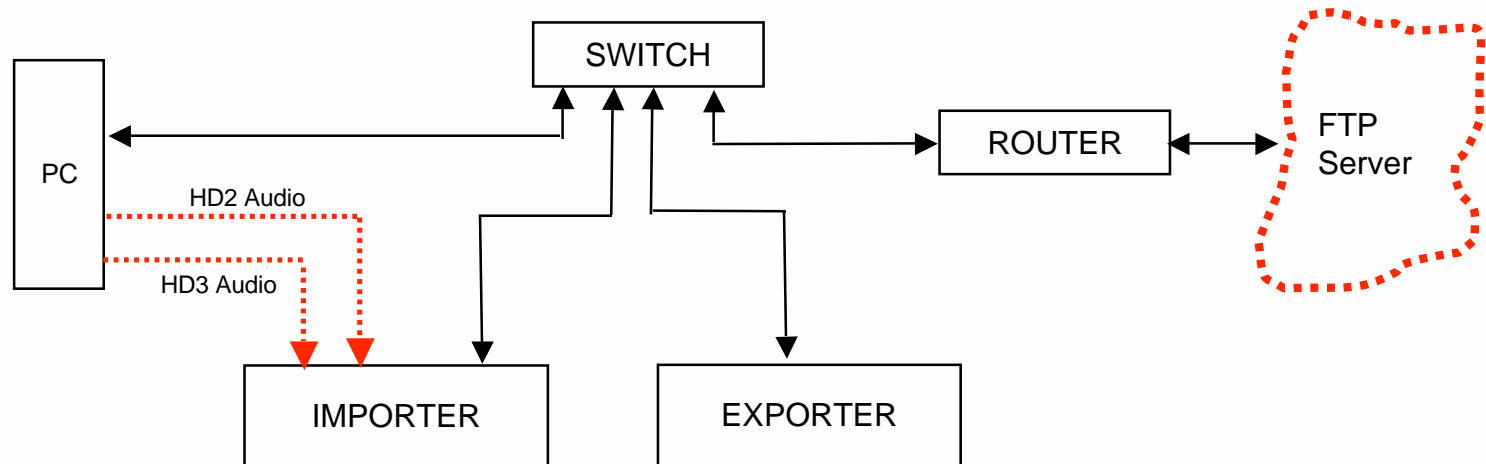 SWITCH
PC
HD2 Audio
HD3 Audio
ROUTER
FTP
Server
IMPORTER
EXPORTER